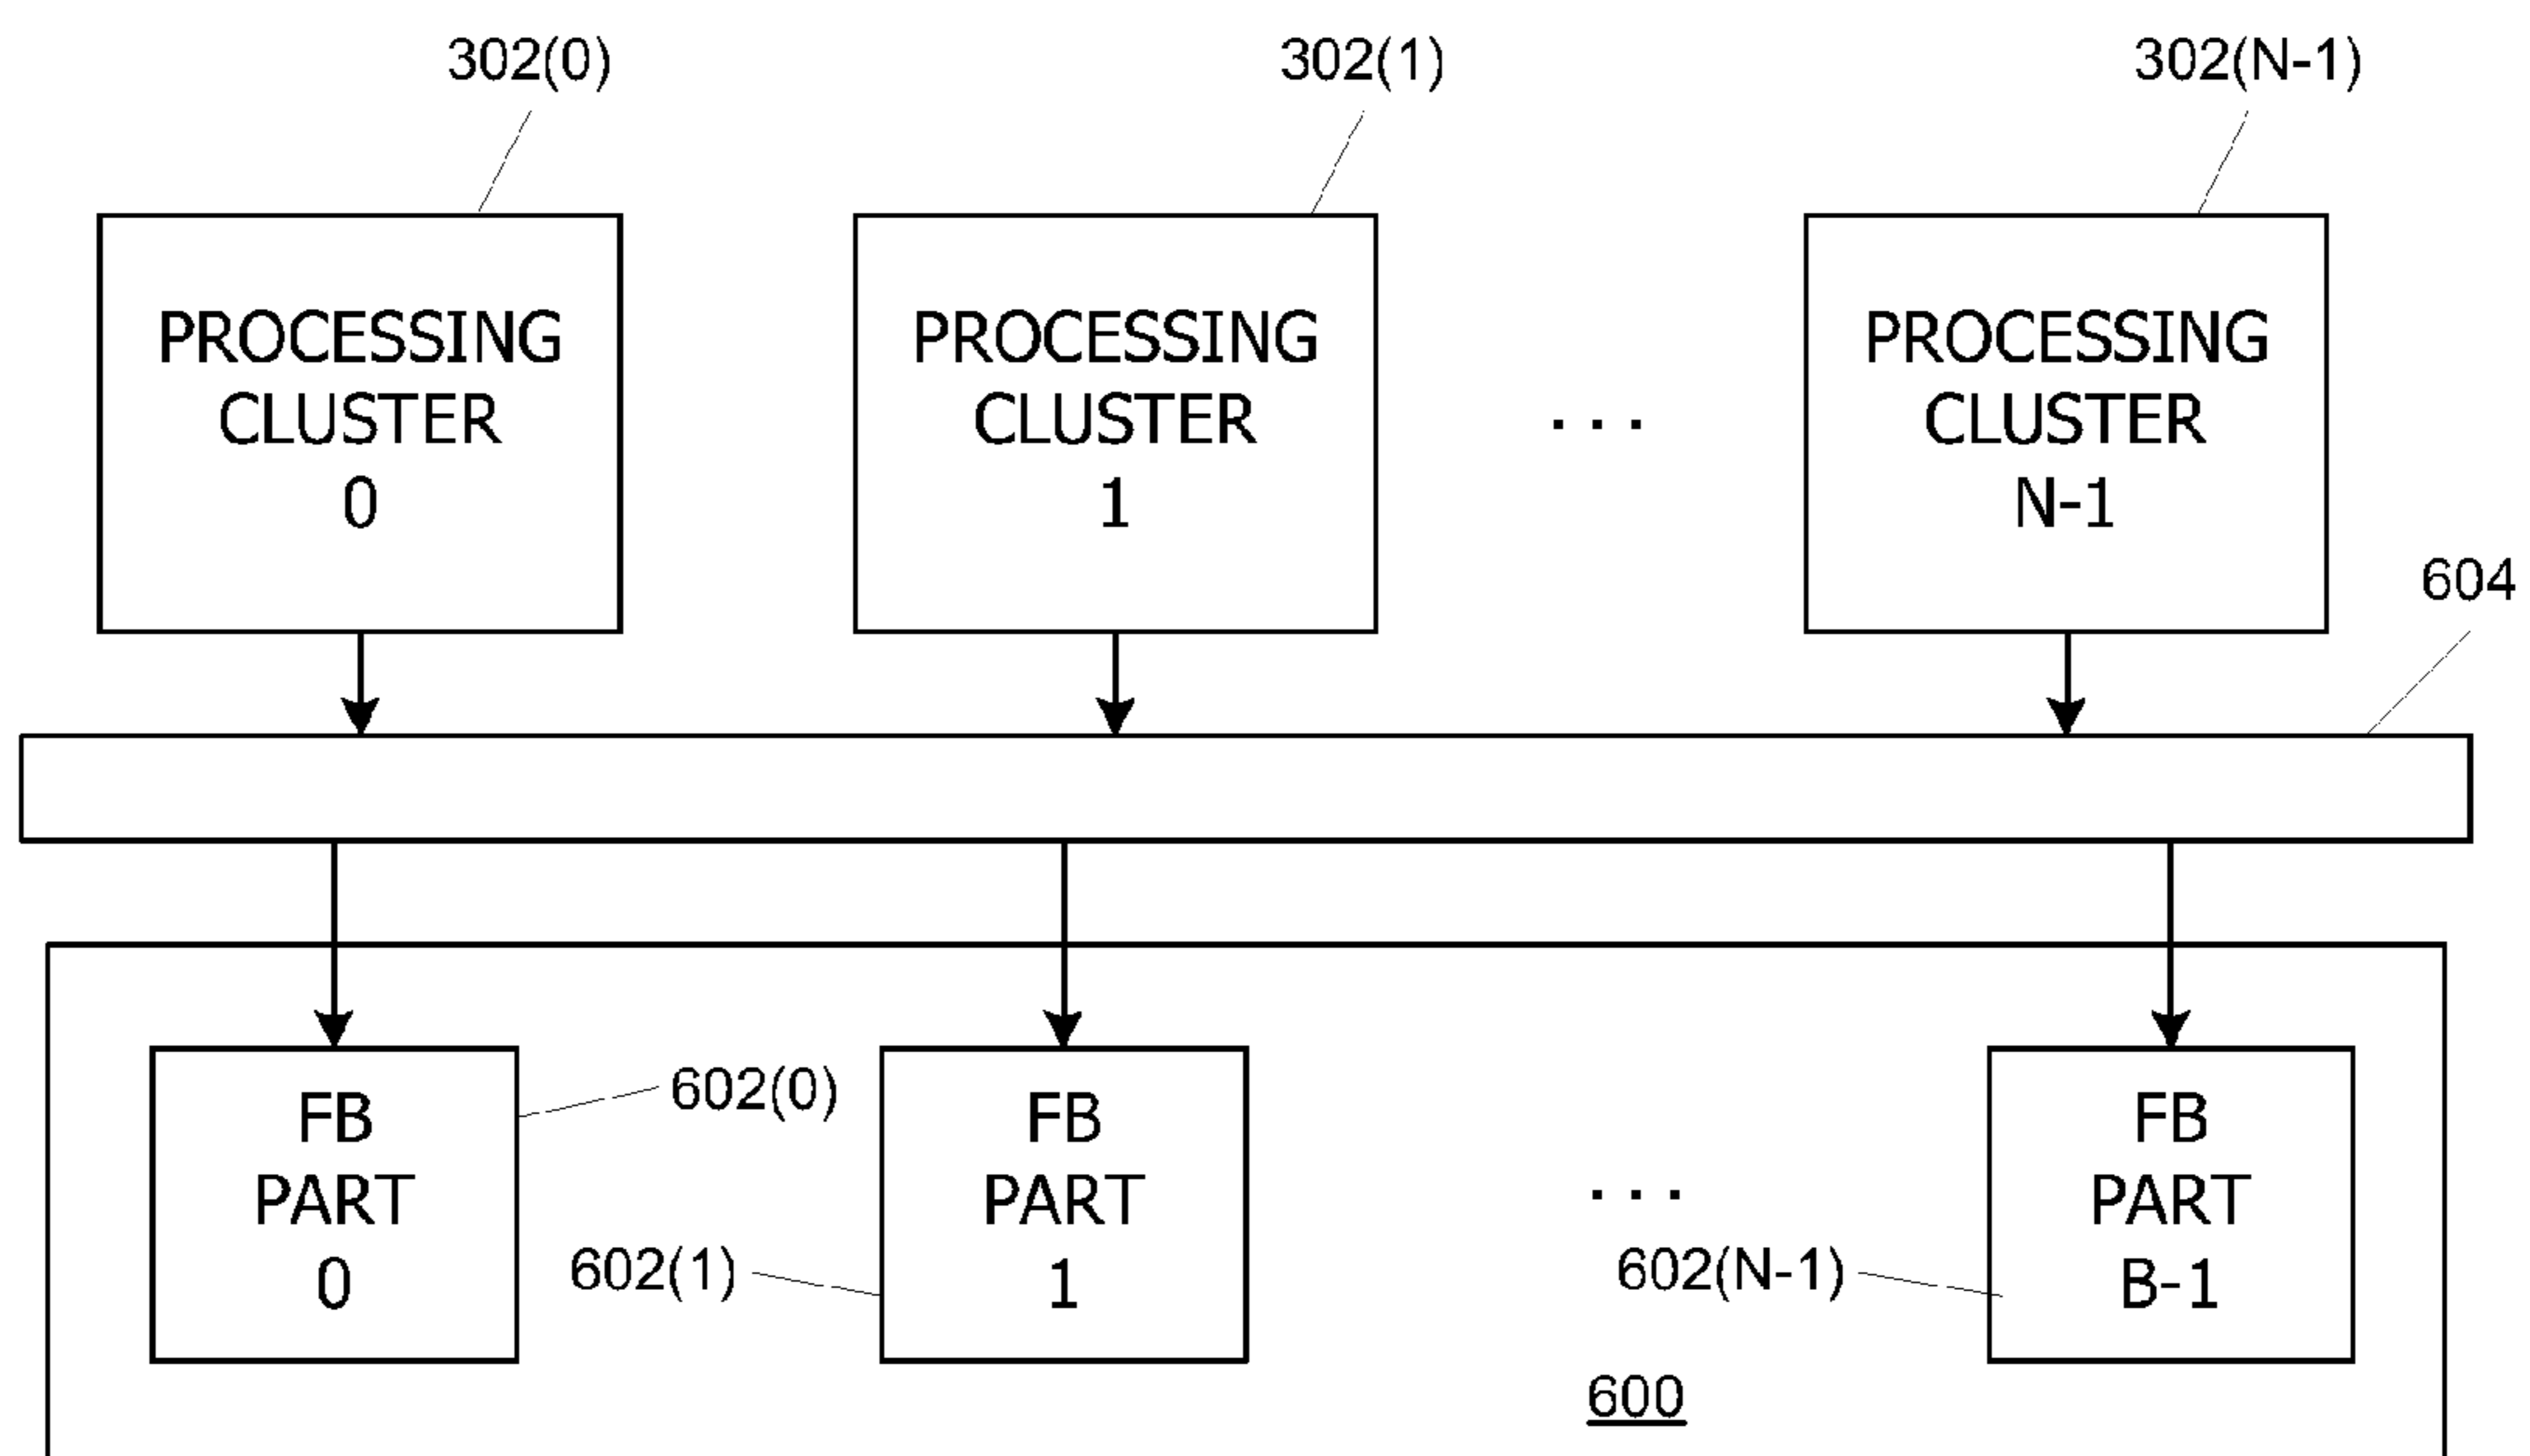 302(0)
302(1)
302(N-1)
PROCESSING
CLUSTER
0
PROCESSING
CLUSTER
1
. . .
PROCESSING
CLUSTER
N-1
604
FB
PART
0
602(0)
602(1)
FB
PART
1
. . .
602(N-1)
FB
PART
B-1
600